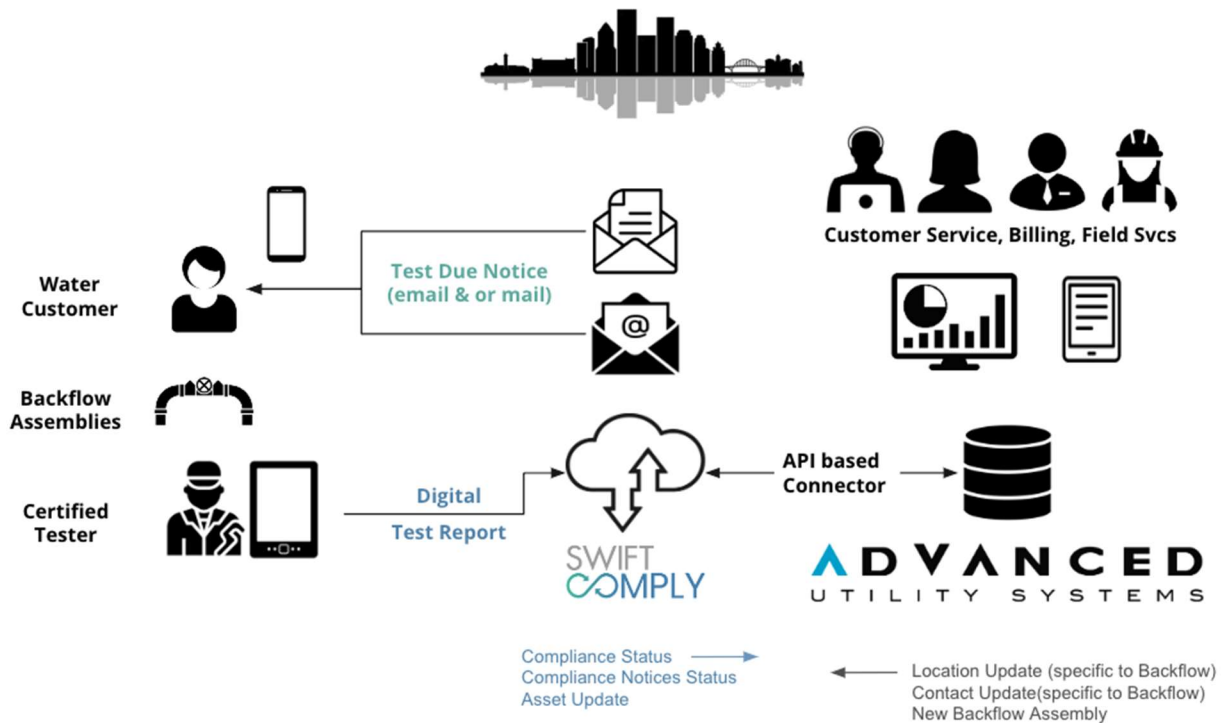 Customer Service, Billing, Field Svcs
Water
Customer
Test Due Notice
(email & or mail)
@
Backflow
Assemblies
Certified
Tester
Digital
Test Report
API based
Connector
SWIFT
COMPLY
ADVANCED
UTILITY SYSTEMS
Compliance Status
Compliance Notices Status
Asset Update
Location Update (specific to Backflow)
Contact Update(specific to Backflow)
New Backflow Assembly